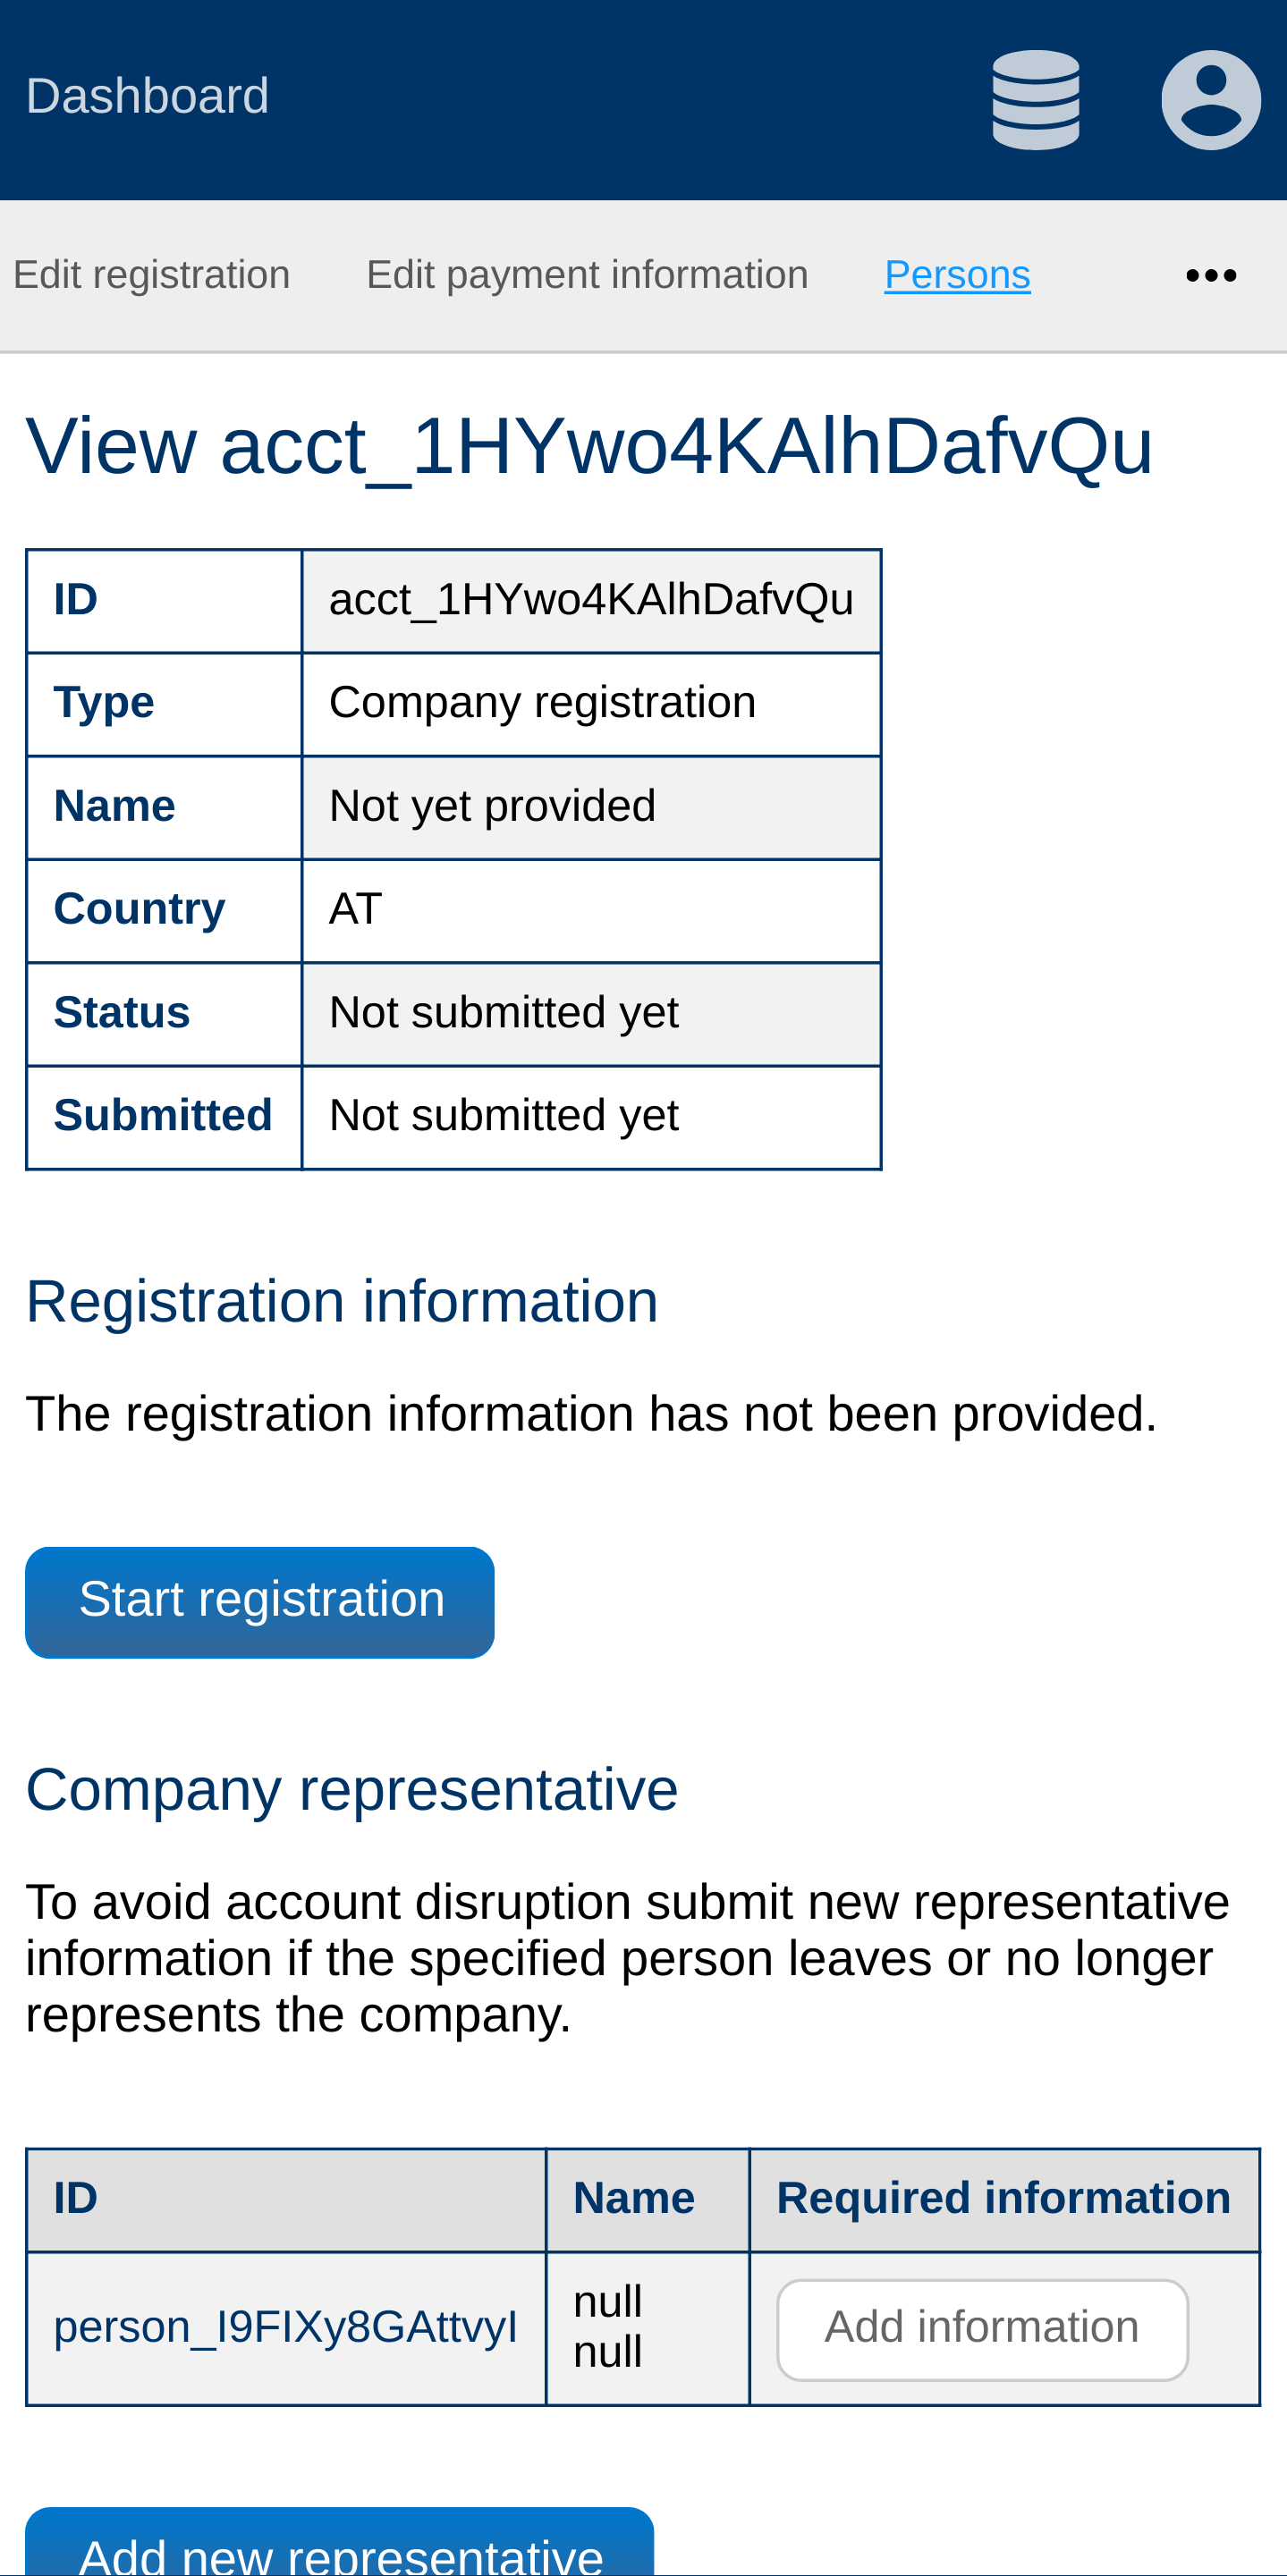 Dashboard
Edit registration Edit payment information Persons •••
View acct_1HYwo4KAlhDafvQu
ID acct_1HYwo4KAlhDafvQu
Type Company registration
Name Not yet provided
Country AT
Status Not submitted yet
Submitted Not submitted yet
Registration information
The registration information has not been provided.
Start registration
Company representative
To avoid account disruption submit new representative
information if the specified person leaves or no longer
represents the company.
ID Name Required information
person_I9FIXy8GAttvyI null null Add information
Add new representative